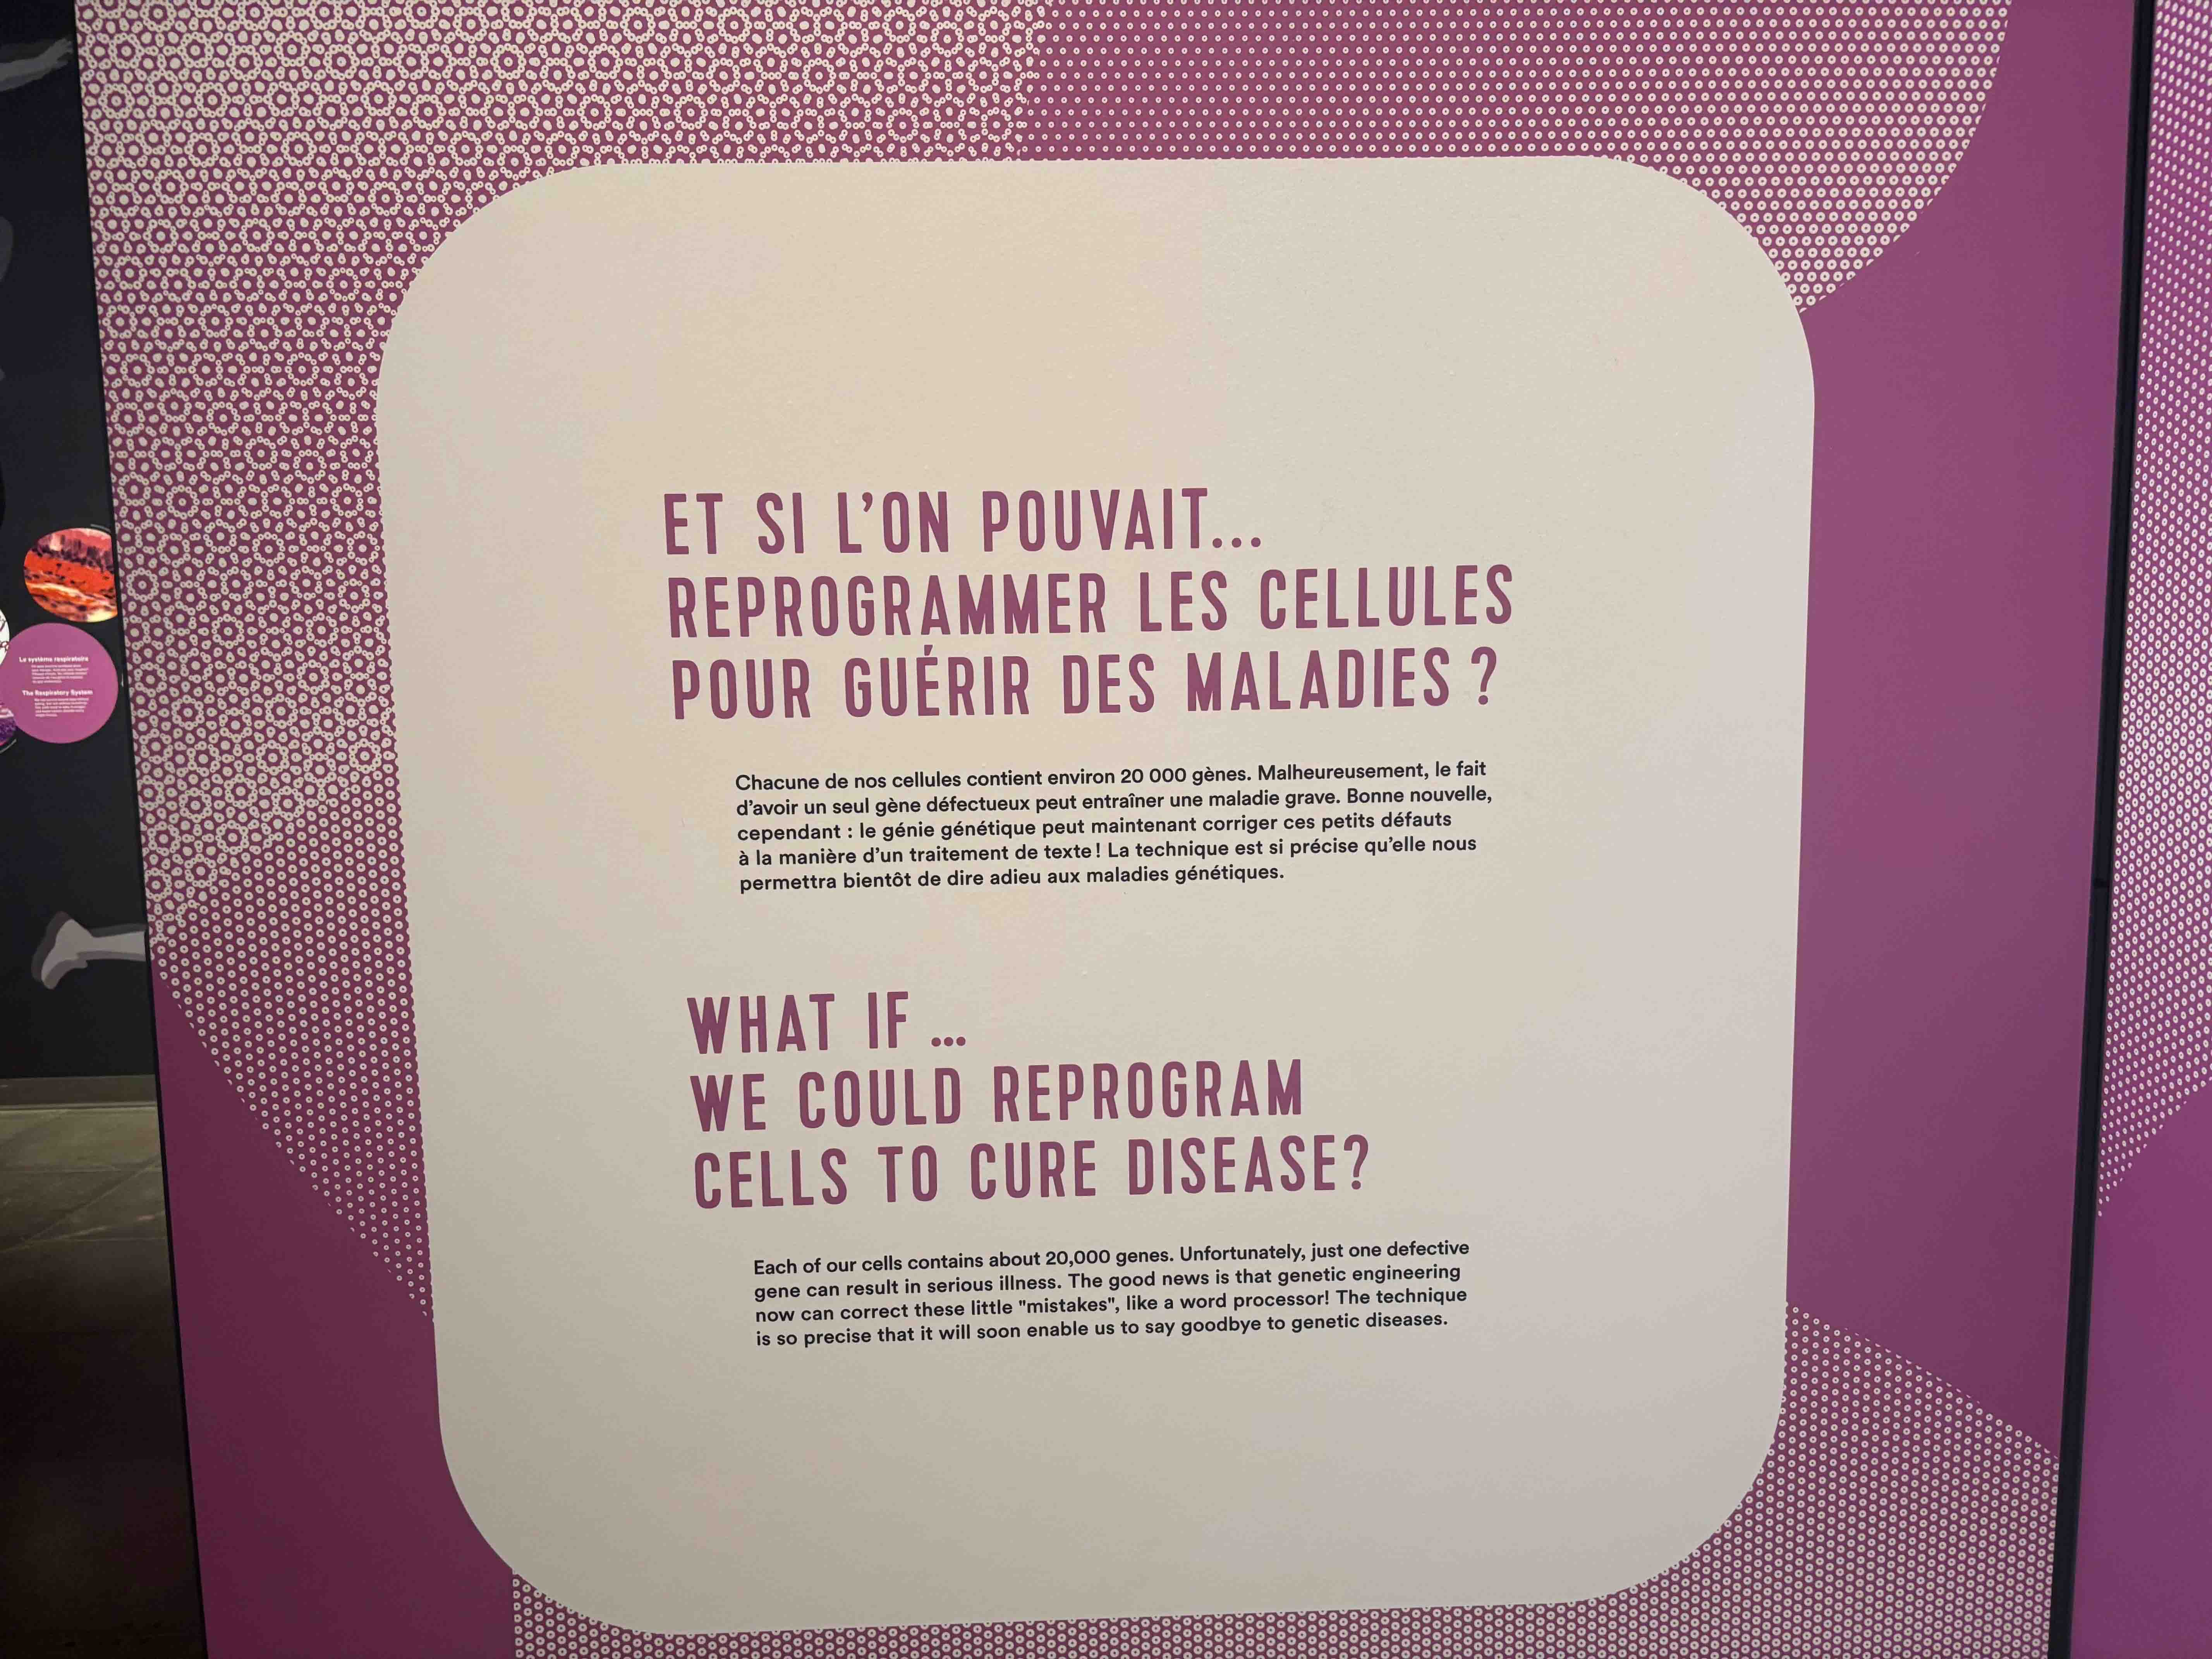 ET SI L'ON POUVAIT...
REPROGRAMMER LES CELLULES
POUR GUÉRIR DES MALADIES ?
Chacune de nos cellules contient environ 20 000 gènes. Malheureusement, le fait
d'avoir un seul gène défectueux peut entraîner une maladie grave. Bonne nouvelle,
cependant : le génie génétique peut maintenant corriger ces petits défauts
à la manière d'un traitement de texte ! La technique est si précise qu'elle nous
permettra bientôt de dire adieu aux maladies génétiques.
WHAT IF ...
WE COULD REPROGRAM
CELLS TO CURE DISEASE?
Each of our cells contains about 20,000 genes. Unfortunately, just one defective
gene can result in serious illness. The good news is that genetic engineering
now can correct these little "mistakes", like a word processor! The technique
is so precise that it will soon enable us to say goodbye to genetic diseases.
Le système respiratoire
The Respiratory System